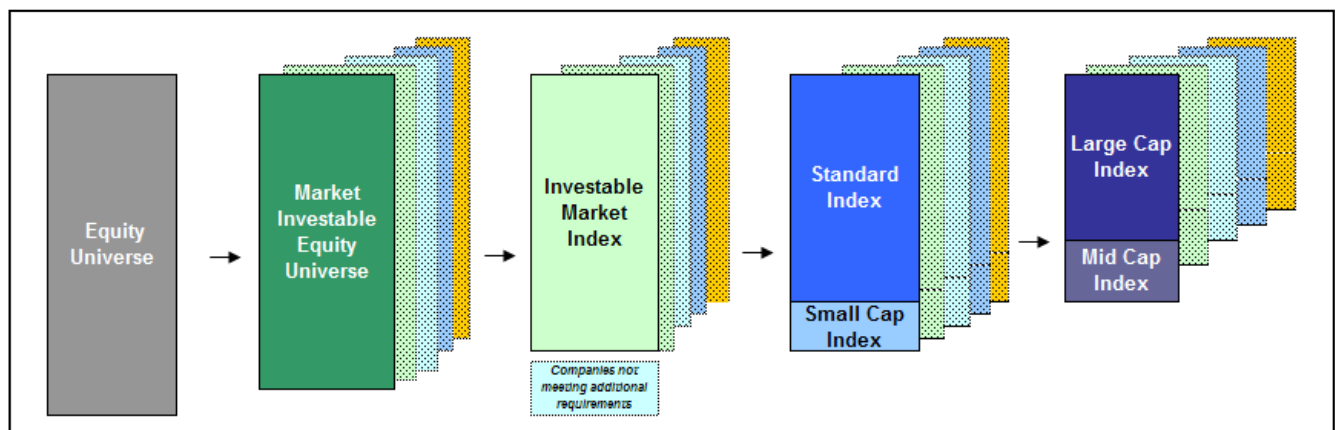 Equity
Universe
Market
Investable
Equity
Universe
Investable
Market
Index
Companies not
meeting additional
requirements
Standard
Index
Small Cap
Index
Large Cap
Index
Mid Cap
Index